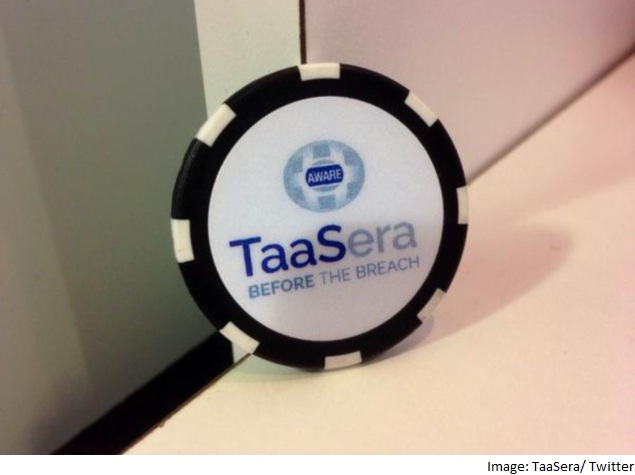 AWARE
TaaSera
BEFORE THE BREACH
Image: TaaSera/ Twitter